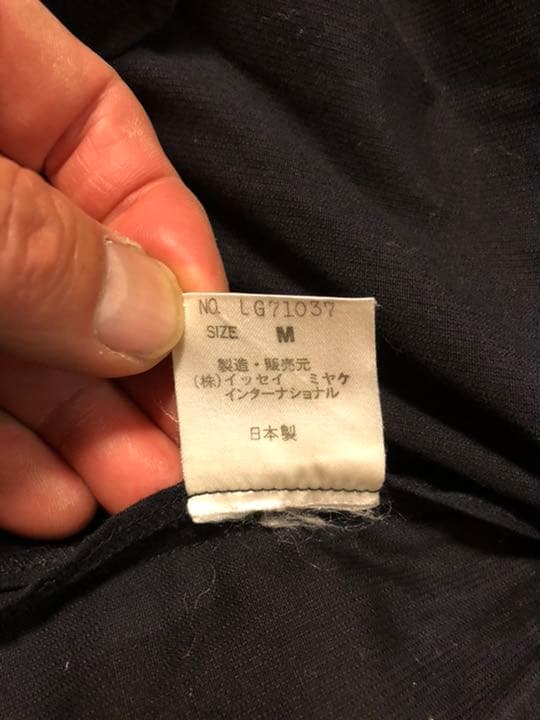 NO. LG71037
SIZE M
製造・販売元
(株)イッセイ ミヤケ
インターナショナル
日本製